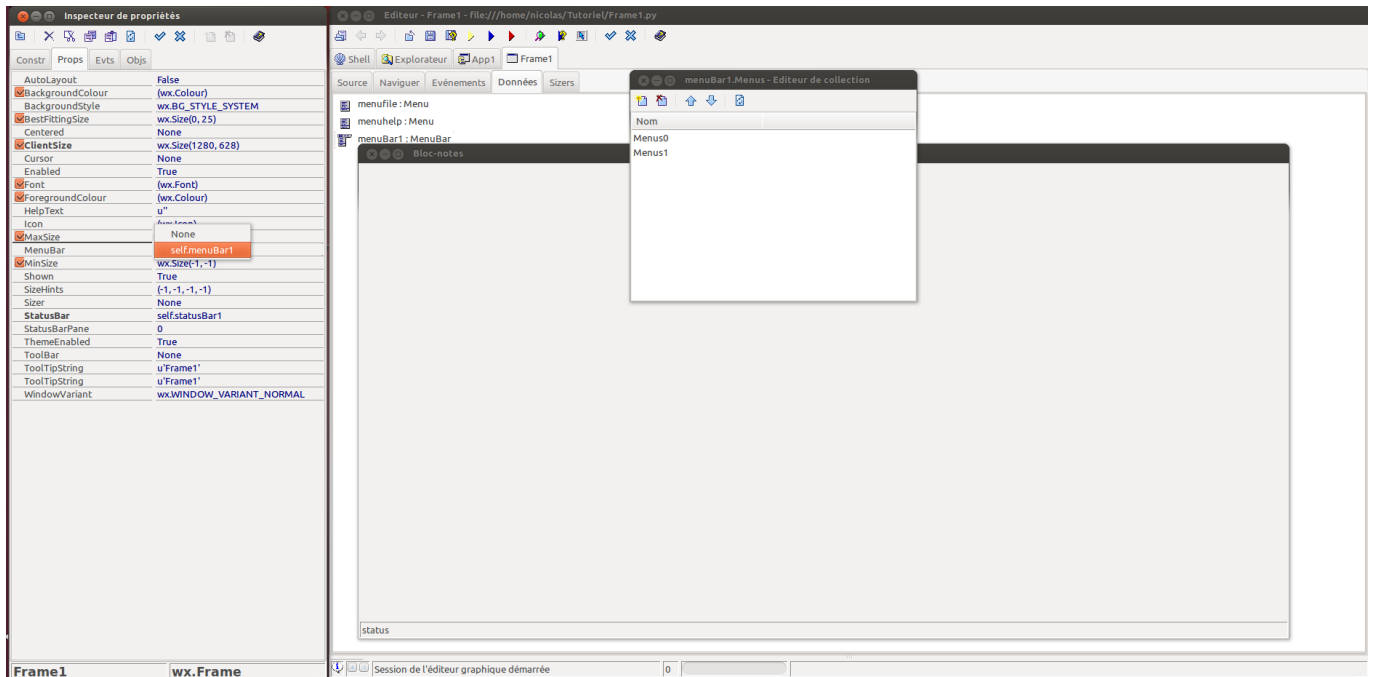 Inspecteur de propriétés
Constr Props Evts Objs
AutoLayout False
BackgroundColour (wx.Colour)
BackgroundStyle wx.BG_STYLE_SYSTEM
BestFittingSize wx.Size(0, 25)
Centered None
ClientSize wx.Size(1280, 628)
Cursor None
Enabled True
Font (wx.Font)
ForegroundColour (wx.Colour)
HelpText u''
Icon (wx.Icon)
MaxSize
None
MenuBar
self.menuBar1
MinSize wx.Size(-1, -1)
Shown True
SizeHints (-1, -1, -1, -1)
Sizer None
StatusBar self.statusBar1
StatusBarPane 0
ThemeEnabled True
ToolBar None
ToolTipString u'Frame1'
ToolTipString u'Frame1'
WindowVariant wx.WINDOW_VARIANT_NORMAL
Frame1 wx.Frame
Editeur - Frame1 - file:///home/nicolas/Tutoriel/Frame1.py
Shell Explorateur App1 Frame1
Source Naviguer Evénements Données Sizers
menufile : Menu
menuhelp : Menu
menuBar1 : MenuBar
menuBar1.Menus - Editeur de collection
Nom
Menus0
Menus1
Bloc-notes
status
Session de l'éditeur graphique démarrée 0